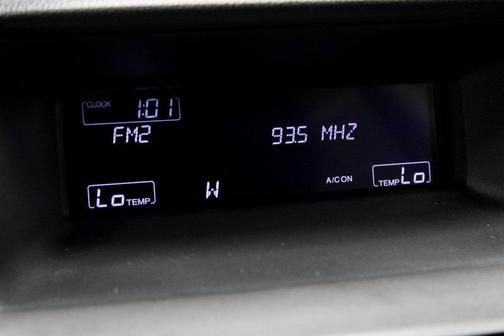 CLOCK 1:01
FM2 93.5 MHZ
A/C ON
Lo TEMP W TEMP Lo